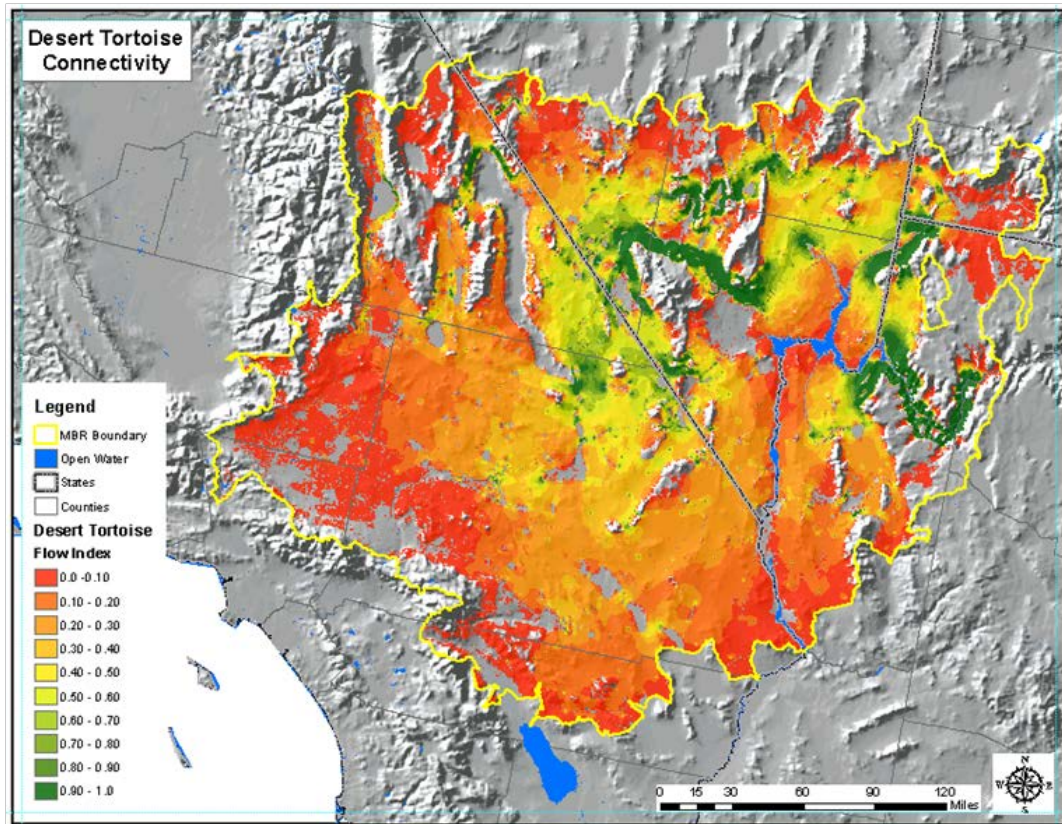 Desert Tortoise
Connectivity
Legend
MBR Boundary
Open Water
States
Counties
Desert Tortoise
Flow Index
0.0 -0.10
0.10 - 0.20
0.20 - 0.30
0.30 - 0.40
0.40 - 0.50
0.50 - 0.60
0.60 - 0.70
0.70 - 0.80
0.80 - 0.90
0.90 - 1.0
N
W E
S
0 15 30 60 90 120
Miles